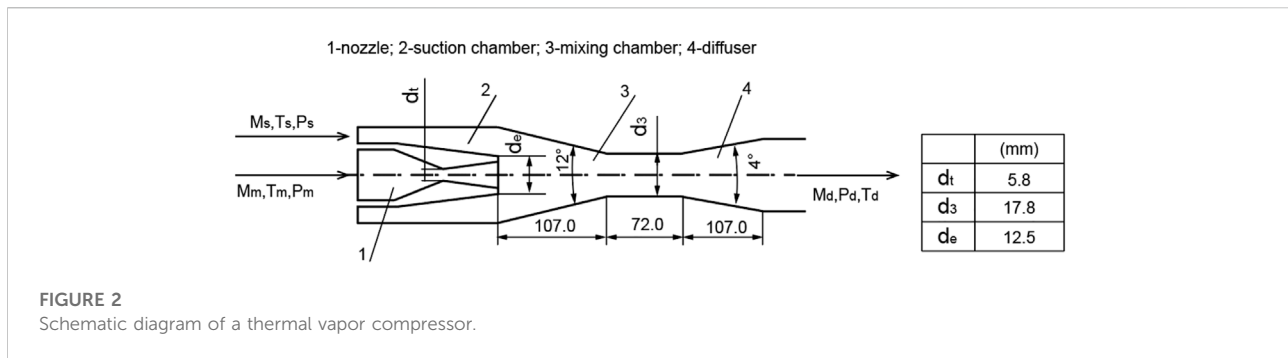 1-nozzle; 2-suction chamber; 3-mixing chamber; 4-diffuser
dt
2
3
d3
4
Ms,Ts,Ps
de
12°
4°
Mm,Tm,Pm
Md,Pd,Td
107.0
72.0
107.0
1
(mm)
dt 5.8
d3 17.8
de 12.5
FIGURE 2
Schematic diagram of a thermal vapor compressor.